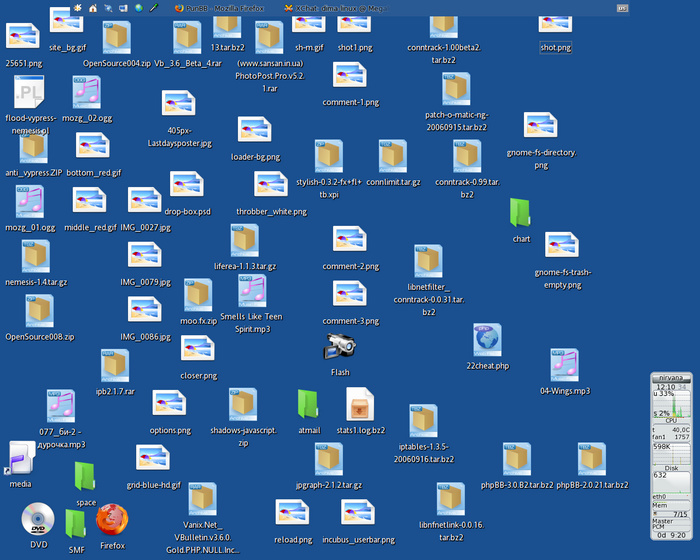 PunBB - Mozilla Firefox
XChat: dima-linux @ Meg...
25651.png
site_bg.gif
OpenSource004.zip
Vb_3.6_Beta_4.rar
13.tar.bz2
(www.sansan.in.ua)
PhotoPost.Pro.v5.2.
1.rar
sh-m.gif
shot1.png
conntrack-1.00beta2
.tar.bz2
shot.png
flood-vypress-
nemesis.pl
mozg_02.ogg
405px-
Lastdaysposter.jpg
comment-1.png
patch-o-matic-ng-
20060915.tar.bz2
loader-bg.png
gnome-fs-directory.
png
anti_vypress.ZIP
bottom_red.gif
stylish-0.3.2-fx+fl+
tb.xpi
connlimit.tar.gz
conntrack-0.99.tar.
bz2
mozg_01.ogg
middle_red.gif
IMG_0027.jpg
drop-box.psd
throbber_white.png
chart
nemesis-1.4.tar.gz
IMG_0079.jpg
liferea-1.1.3.tar.gz
comment-2.png
libnetfilter_
conntrack-0.0.31.tar.
bz2
gnome-fs-trash-
empty.png
OpenSource008.zip
IMG_0086.jpg
moo.fx.zip
Smells Like Teen
Spirit.mp3
comment-3.png
ipb2.1.7.rar
closer.png
Flash
22cheat.php
04-Wings.mp3
077_би-2 -
дурочка.mp3
options.png
shadows-javascript.
zip
atmail
stats1.log.bz2
iptables-1.3.5-
20060916.tar.bz2
media
space
grid-blue-hd.gif
jpgraph-2.1.2.tar.gz
phpBB-3.0.B2.tar.bz2
phpBB-2.0.21.tar.bz2
DVD
SMF
Firefox
Vanix.Net_
VBulletin.v3.6.0.
Gold.PHP.NULL.Inc...
reload.png
incubus_userbar.png
libnfnetlink-0.0.16.
tar.bz2
nirvana
12:10 34
u 33%
s 2%
CPU
t 40,0C
fan1 1757
598K
Disk
632
eth0
Mem
7/15
Master
PCM
0d 9:20